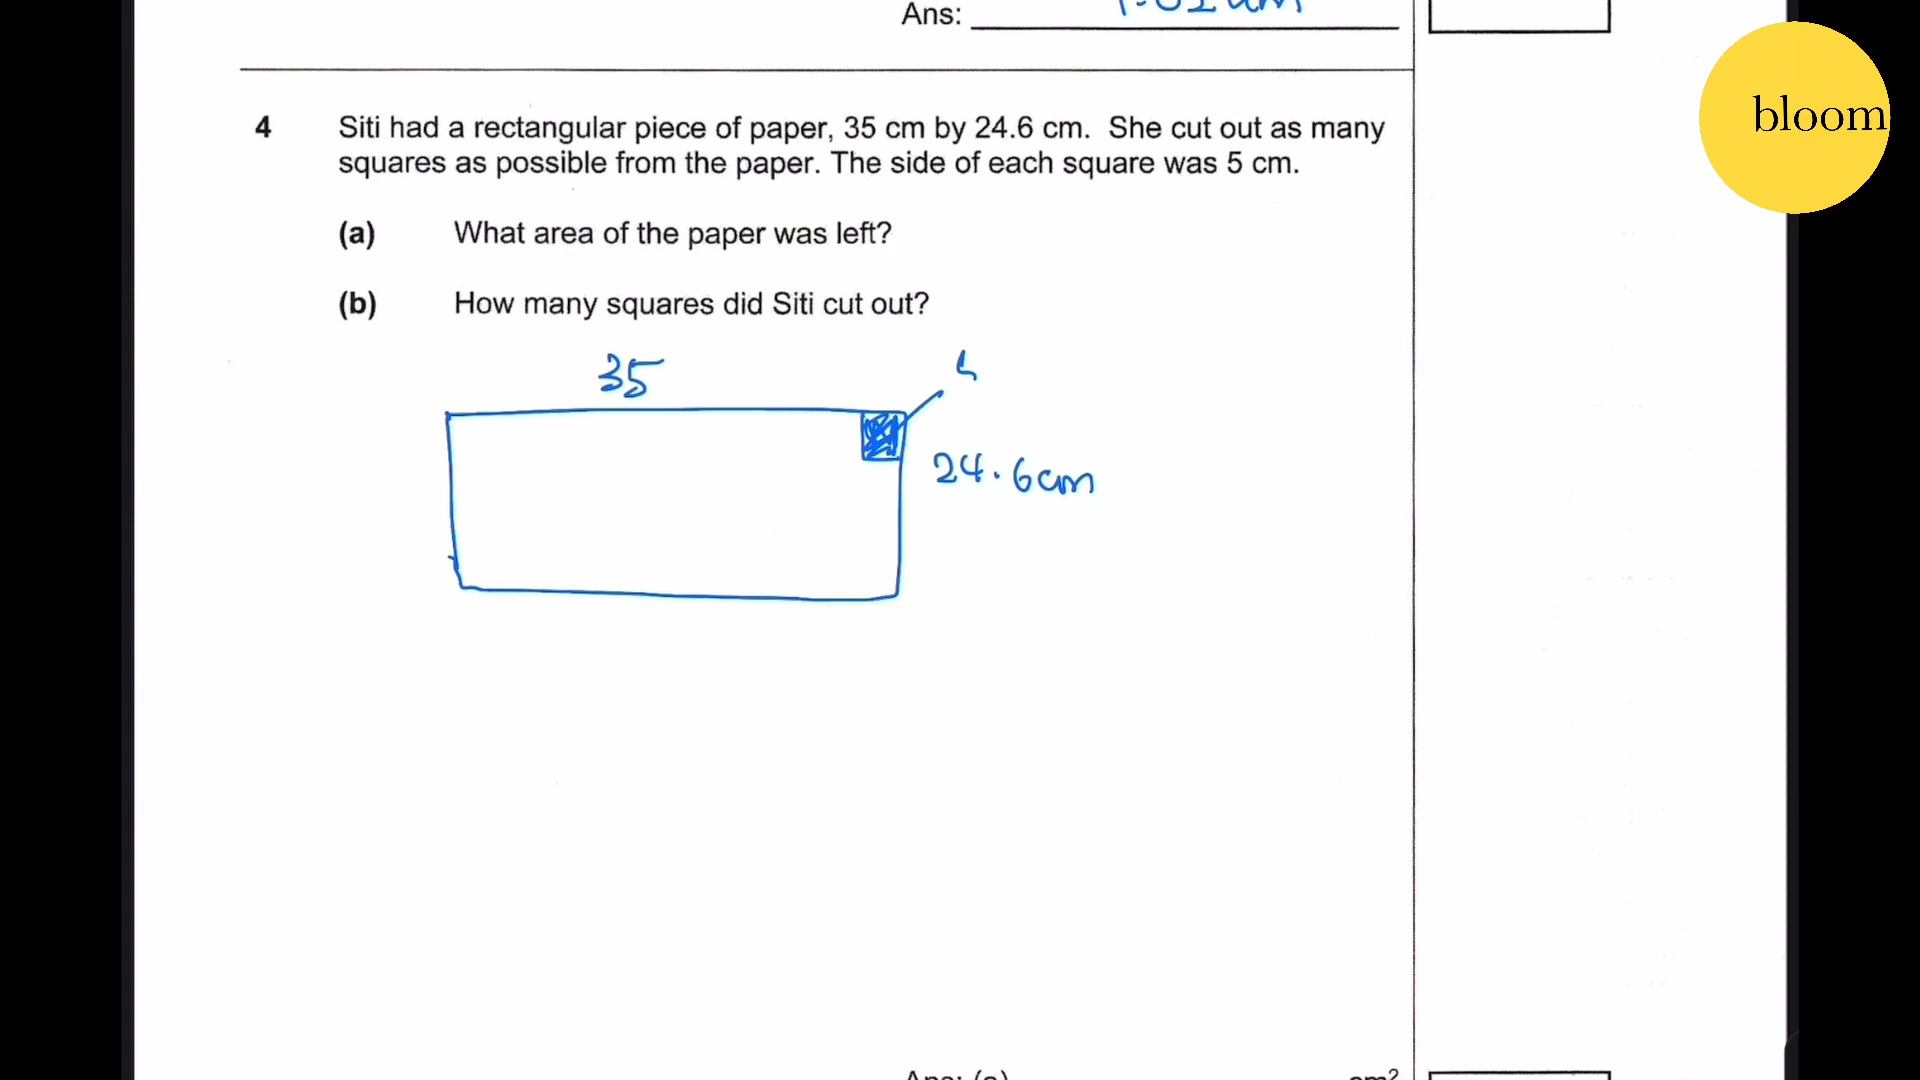 Ans:
bloom
4 Siti had a rectangular piece of paper, 35 cm by 24.6 cm. She cut out as many
squares as possible from the paper. The side of each square was 5 cm.
(a) What area of the paper was left?
(b) How many squares did Siti cut out?
35
24.6cm